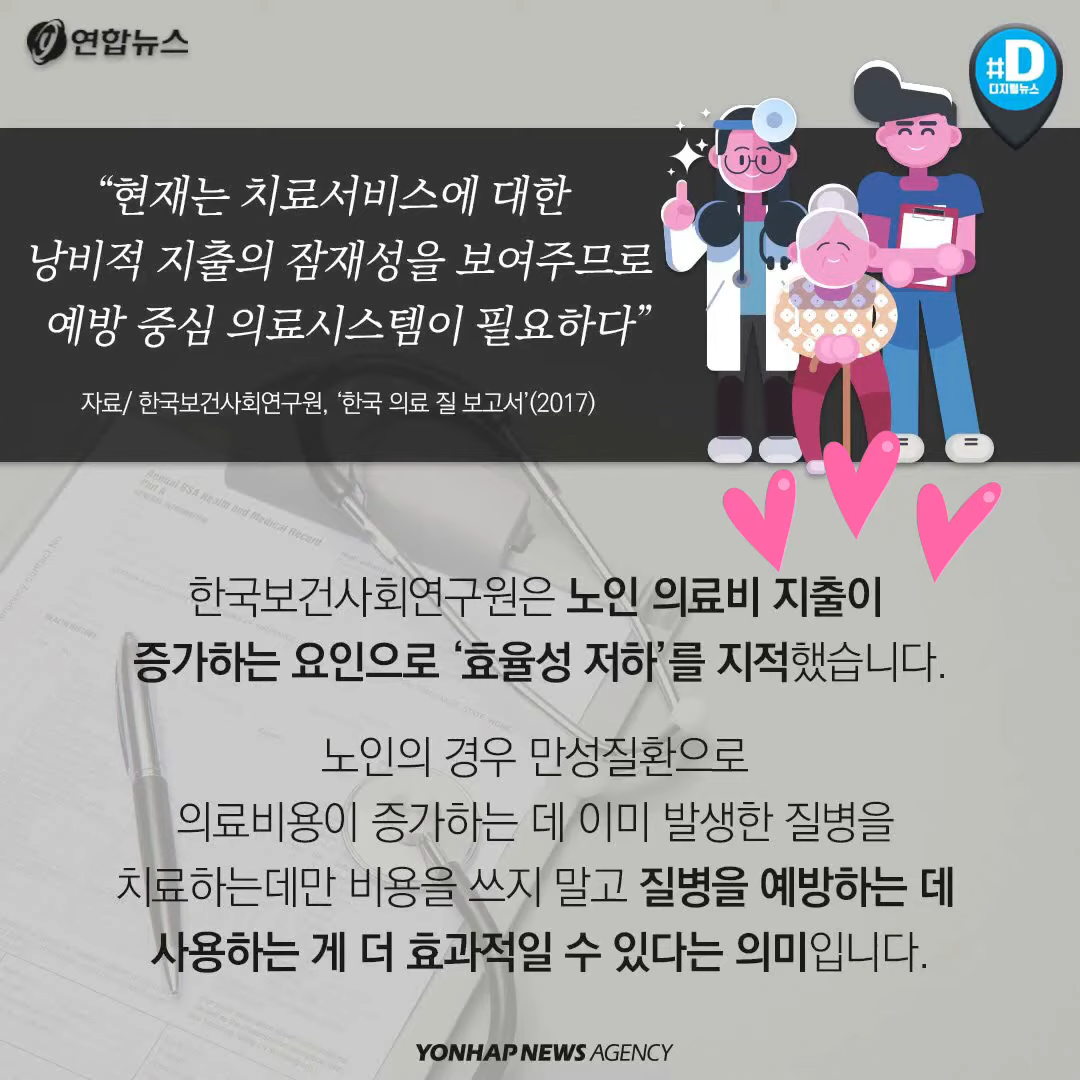 연합뉴스
#D
디지털뉴스
“현재는 치료서비스에 대한
낭비적 지출의 잠재성을 보여주므로
예방 중심 의료시스템이 필요하다”
자료/ 한국보건사회연구원, ‘한국 의료 질 보고서’(2017)
Part A
한국보건사회연구원은 노인 의료비 지출이
증가하는 요인으로 ‘효율성 저하’를 지적했습니다.
노인의 경우 만성질환으로
의료비용이 증가하는 데 이미 발생한 질병을
치료하는데만 비용을 쓰지 말고 질병을 예방하는 데
사용하는 게 더 효과적일 수 있다는 의미입니다.
YONHAP NEWS AGENCY